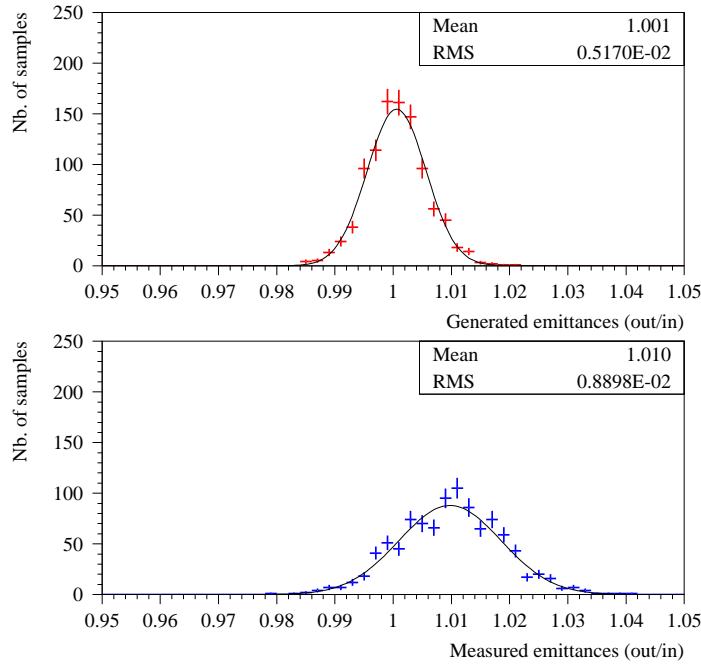 Nb. of samples
250
200
150
100
50
0
Mean 1.001
RMS 0.5170E-02
0.95 0.96 0.97 0.98 0.99 1 1.01 1.02 1.03 1.04 1.05
Generated emittances (out/in)
Nb. of samples
250
200
150
100
50
0
Mean 1.010
RMS 0.8898E-02
0.95 0.96 0.97 0.98 0.99 1 1.01 1.02 1.03 1.04 1.05
Measured emittances (out/in)